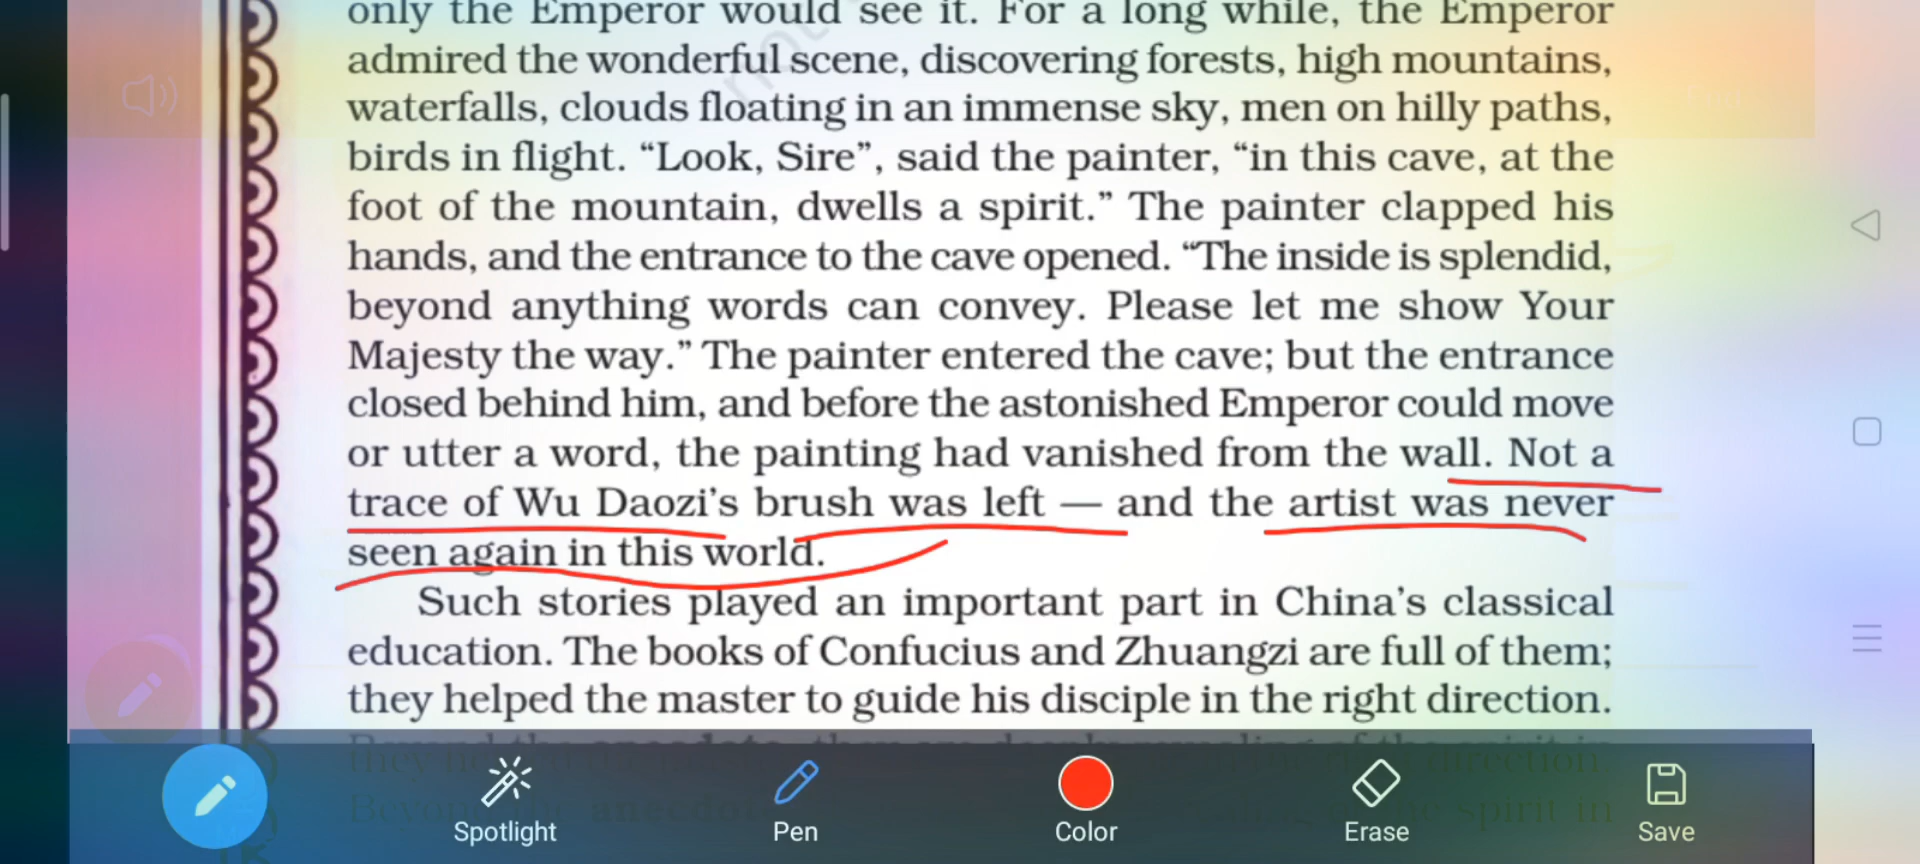 only the Emperor would see it. For a long while, the Emperor
admired the wonderful scene, discovering forests, high mountains,
waterfalls, clouds floating in an immense sky, men on hilly paths,
birds in flight. “Look, Sire”, said the painter, “in this cave, at the
foot of the mountain, dwells a spirit.” The painter clapped his
hands, and the entrance to the cave opened. “The inside is splendid,
beyond anything words can convey. Please let me show Your
Majesty the way.” The painter entered the cave; but the entrance
closed behind him, and before the astonished Emperor could move
or utter a word, the painting had vanished from the wall. Not a
trace of Wu Daozi’s brush was left — and the artist was never
seen again in this world.
Such stories played an important part in China’s classical
education. The books of Confucius and Zhuangzi are full of them;
they helped the master to guide his disciple in the right direction.
Spotlight
Pen
Color
Erase
Save